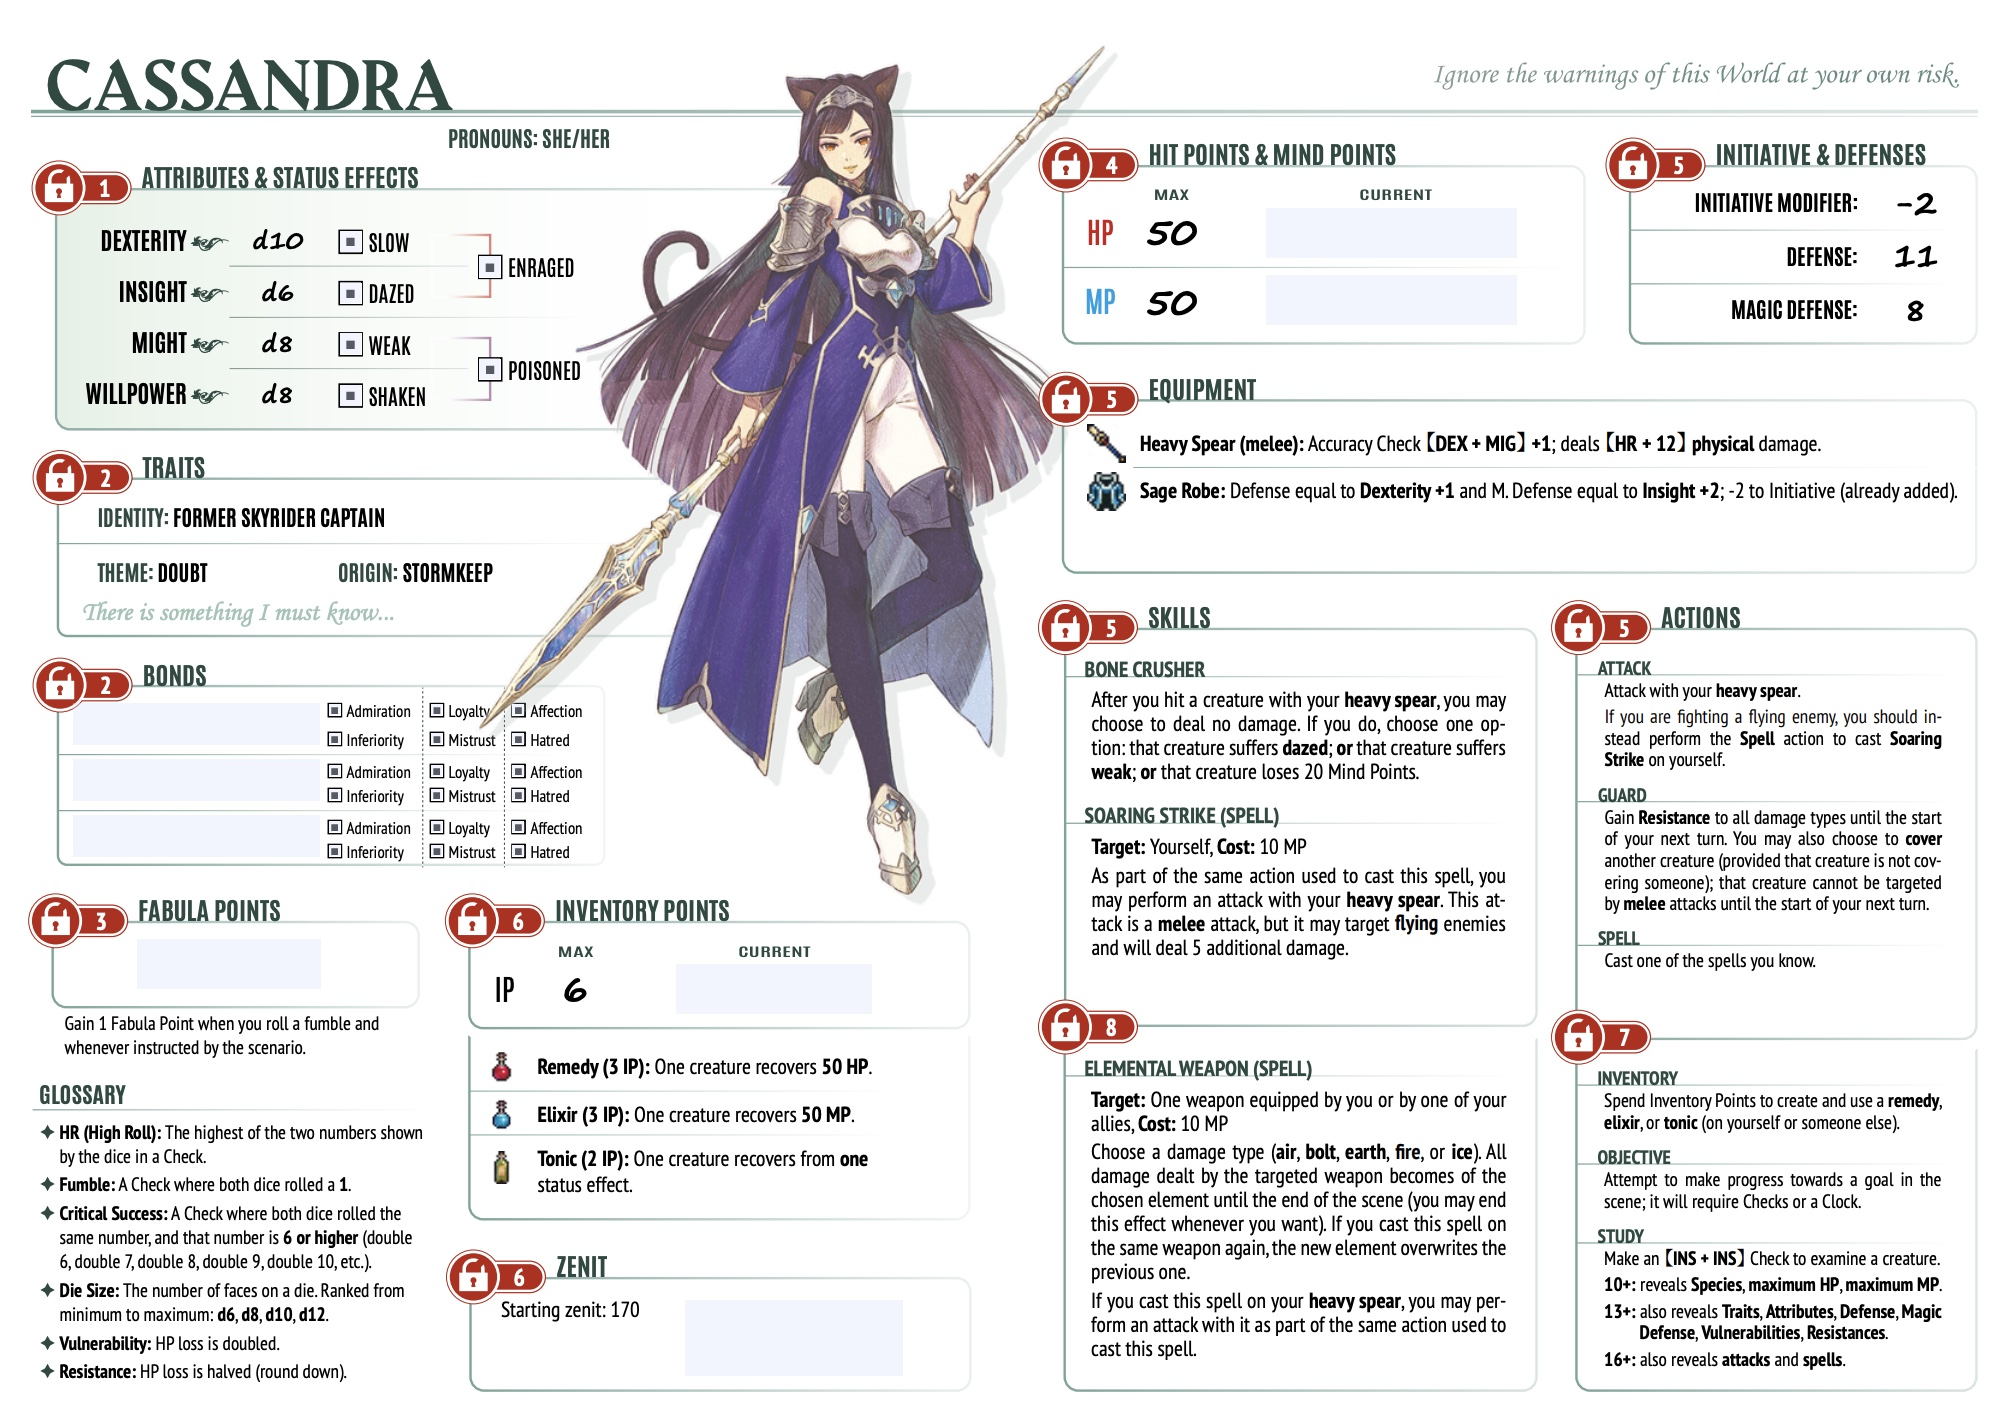 CASSANDRA
Ignore the warnings of this World at your own risk.
PRONOUNS: SHE/HER
1 ATTRIBUTES & STATUS EFFECTS
DEXTERITY d10 SLOW
ENRAGED
INSIGHT d6 DAZED
MIGHT d8 WEAK
POISONED
WILLPOWER d8 SHAKEN
2 TRAITS
IDENTITY: FORMER SKYRIDER CAPTAIN
THEME: DOUBT ORIGIN: STORMKEEP
There is something I must know...
2 BONDS
Admiration Loyalty Affection
Inferiority Mistrust Hatred
Admiration Loyalty Affection
Inferiority Mistrust Hatred
Admiration Loyalty Affection
Inferiority Mistrust Hatred
3 FABULA POINTS
Gain 1 Fabula Point when you roll a fumble and
whenever instructed by the scenario.
GLOSSARY
✦ HR (High Roll): The highest of the two numbers shown
by the dice in a Check.
✦ Fumble: A Check where both dice rolled a 1.
✦ Critical Success: A Check where both dice rolled the
same number, and that number is 6 or higher (double
6, double 7, double 8, double 9, double 10, etc.).
✦ Die Size: The number of faces on a die. Ranked from
minimum to maximum: d6, d8, d10, d12.
✦ Vulnerability: HP loss is doubled.
✦ Resistance: HP loss is halved (round down).
6 INVENTORY POINTS
MAX CURRENT
IP 6
Remedy (3 IP): One creature recovers 50 HP.
Elixir (3 IP): One creature recovers 50 MP.
Tonic (2 IP): One creature recovers from one
status effect.
6 ZENIT
Starting zenit: 170
4 HIT POINTS & MIND POINTS
MAX CURRENT
HP 50
MP 50
5 INITIATIVE & DEFENSES
INITIATIVE MODIFIER: -2
DEFENSE: 11
MAGIC DEFENSE: 8
5 EQUIPMENT
Heavy Spear (melee): Accuracy Check 【DEX + MIG】 +1; deals 【HR + 12】 physical damage.
Sage Robe: Defense equal to Dexterity +1 and M. Defense equal to Insight +2; -2 to Initiative (already added).
5 SKILLS
BONE CRUSHER
After you hit a creature with your heavy spear, you may
choose to deal no damage. If you do, choose one op-
tion: that creature suffers dazed; or that creature suffers
weak; or that creature loses 20 Mind Points.
SOARING STRIKE (SPELL)
Target: Yourself, Cost: 10 MP
As part of the same action used to cast this spell, you
may perform an attack with your heavy spear. This at-
tack is a melee attack, but it may target flying enemies
and will deal 5 additional damage.
8
ELEMENTAL WEAPON (SPELL)
Target: One weapon equipped by you or by one of your
allies, Cost: 10 MP
Choose a damage type (air, bolt, earth, fire, or ice). All
damage dealt by the targeted weapon becomes of the
chosen element until the end of the scene (you may end
this effect whenever you want). If you cast this spell on
the same weapon again, the new element overwrites the
previous one.
If you cast this spell on your heavy spear, you may per-
form an attack with it as part of the same action used to
cast this spell.
5 ACTIONS
ATTACK
Attack with your heavy spear.
If you are fighting a flying enemy, you should in-
stead perform the Spell action to cast Soaring
Strike on yourself.
GUARD
Gain Resistance to all damage types until the start
of your next turn. You may also choose to cover
another creature (provided that creature is not cov-
ering someone); that creature cannot be targeted
by melee attacks until the start of your next turn.
SPELL
Cast one of the spells you know.
7
INVENTORY
Spend Inventory Points to create and use a remedy,
elixir, or tonic (on yourself or someone else).
OBJECTIVE
Attempt to make progress towards a goal in the
scene; it will require Checks or a Clock.
STUDY
Make an 【INS + INS】 Check to examine a creature.
10+: reveals Species, maximum HP, maximum MP.
13+: also reveals Traits, Attributes, Defense, Magic
Defense, Vulnerabilities, Resistances.
16+: also reveals attacks and spells.